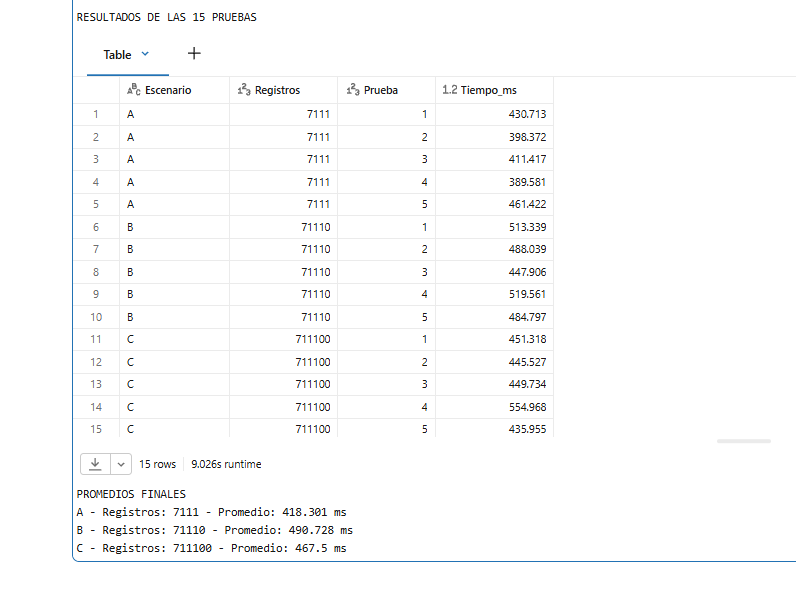 RESULTADOS DE LAS 15 PRUEBAS
Table +
ABC Escenario 123 Registros 123 Prueba 1.2 Tiempo_ms
1 A 7111 1 430.713
2 A 7111 2 398.372
3 A 7111 3 411.417
4 A 7111 4 389.581
5 A 7111 5 461.422
6 B 71110 1 513.339
7 B 71110 2 488.039
8 B 71110 3 447.906
9 B 71110 4 519.561
10 B 71110 5 484.797
11 C 711100 1 451.318
12 C 711100 2 445.527
13 C 711100 3 449.734
14 C 711100 4 554.968
15 C 711100 5 435.955
15 rows 9.026s runtime
PROMEDIOS FINALES
A - Registros: 7111 - Promedio: 418.301 ms
B - Registros: 71110 - Promedio: 490.728 ms
C - Registros: 711100 - Promedio: 467.5 ms